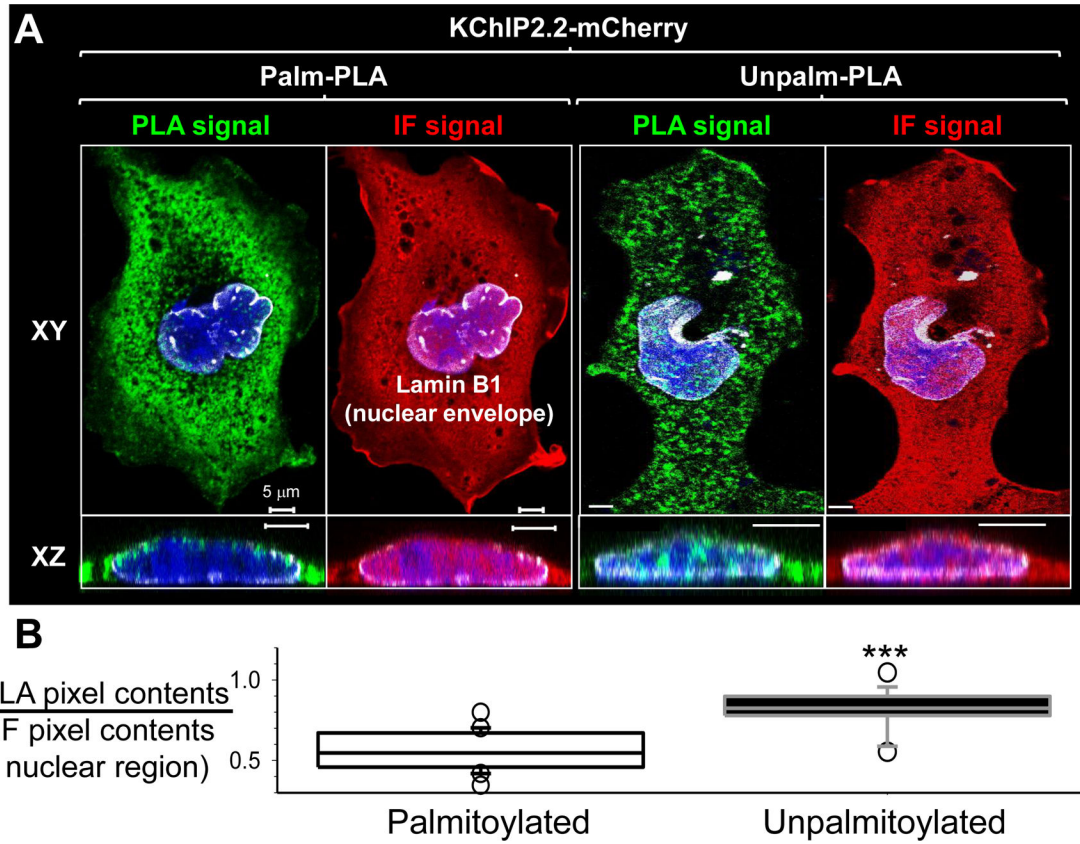 A
KChIP2.2-mCherry
Palm-PLA
Unpalm-PLA
PLA signal
IF signal
PLA signal
IF signal
XY
Lamin B1
(nuclear envelope)
5 μm
XZ
B
LA pixel contents
F pixel contents
nuclear region)
1.0
0.5
***
Palmitoylated
Unpalmitoylated